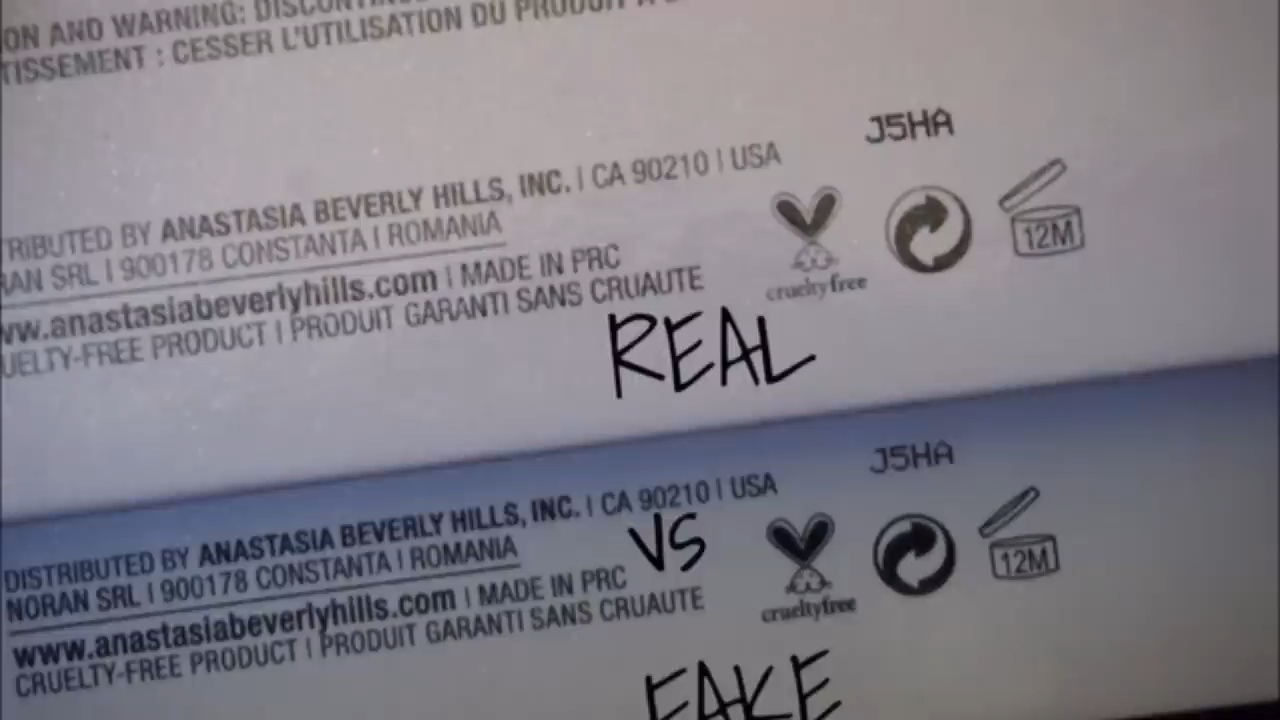 ON AND WARNING:
TISSEMENT : CESSER L'UTILISATION DU PRODUIT À
J5HA
TRIBUTED BY ANASTASIA BEVERLY HILLS, INC. | CA 90210 | USA
RAN SRL | 900178 CONSTANTA | ROMANIA
ww.anastasiabeverlyhills.com | MADE IN PRC
UELTY-FREE PRODUCT | PRODUIT GARANTI SANS CRUAUTE
crueltyfree
12M
REAL
VS
J5HA
DISTRIBUTED BY ANASTASIA BEVERLY HILLS, INC. | CA 90210 | USA
NORAN SRL | 900178 CONSTANTA | ROMANIA
www.anastasiabeverlyhills.com | MADE IN PRC
CRUELTY-FREE PRODUCT | PRODUIT GARANTI SANS CRUAUTE
crueltyfree
12M
FAKE